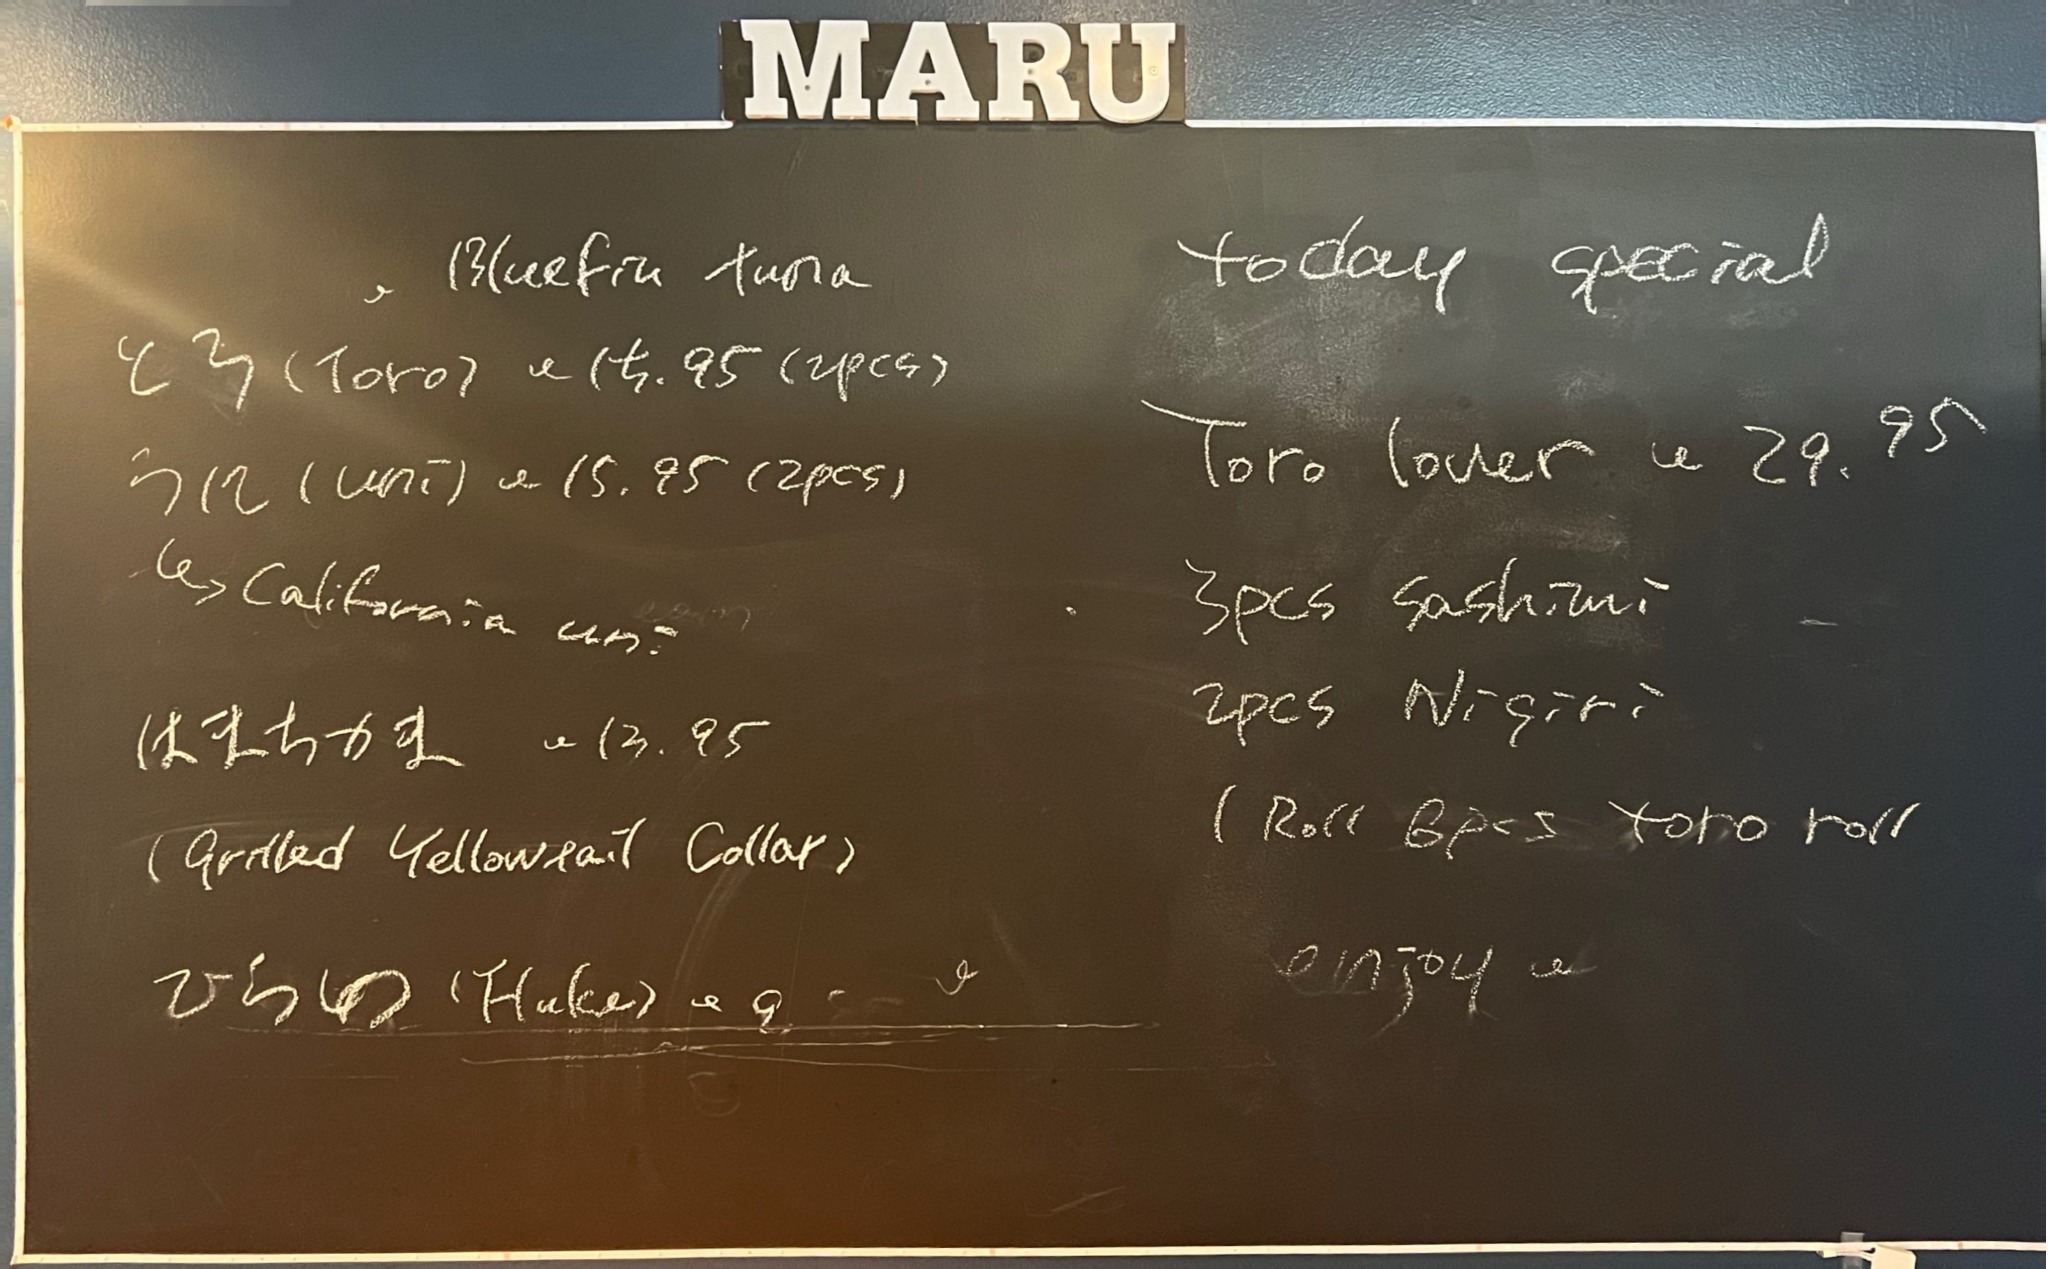 MARU
Bluefin tuna
とろ (Toro) 15.95 (2pcs)
うに (uni) 15.95 (2pcs)
California uni
はまちかま 13.95
(Grilled Yellowtail Collar)
ひらめ (Fluke) 9
today special
Toro lover 29.95
3pcs sashimi
2pcs Nigiri
1 Roll 6pcs toro roll
enjoy